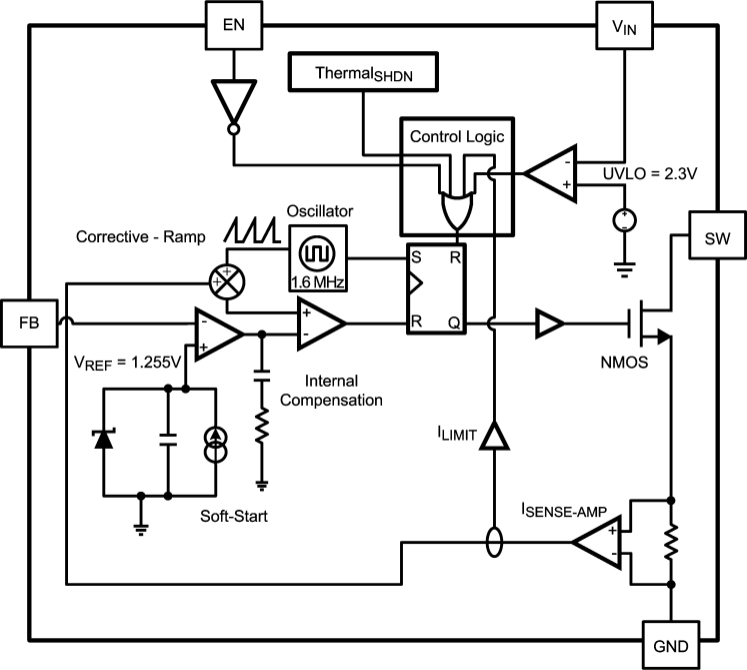 EN
VIN
ThermalSHDN
Control Logic
-
UVLO = 2.3V
+
+
-
Oscillator
Corrective - Ramp
1.6 MHz
SW
+
+
S
R
FB
-
+
+
-
R
Q
VREF = 1.255V
NMOS
Internal
Compensation
ILIMIT
Soft-Start
ISENSE-AMP
+
-
GND